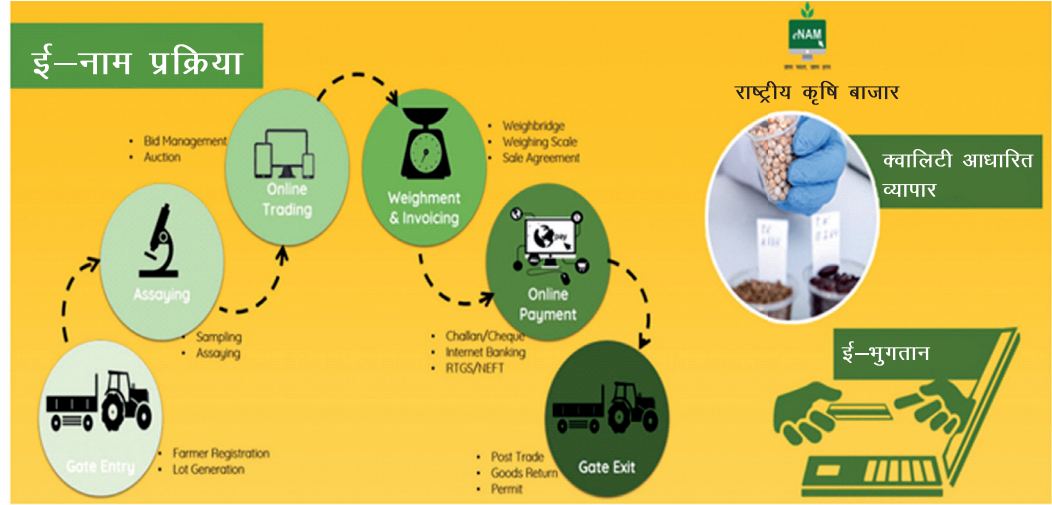 ई–नाम प्रक्रिया
Gate Entry
• Farmer Registration
• Lot Generation
Assaying
• Sampling
• Assaying
Online
Trading
• Bid Management
• Auction
Weighment
& Invoicing
• Weighbridge
• Weighing Scale
• Sale Agreement
pay
Online
Payment
• Challan/Cheque
• Internet Banking
• RTGS/NEFT
Gate Exit
• Post Trade
• Goods Return
• Permit
eNAM
राष्ट्रीय कृषि बाजार
क्वालिटी आधारित
व्यापार
ई–भुगतान